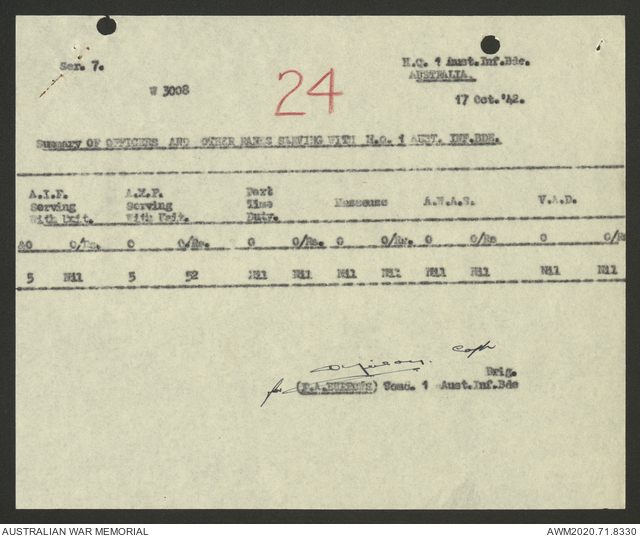 Ser. 7.
H.Q. 1 Aust.Inf.Bde.
AUSTRALIA.
W 3008
24
17 Oct.'42.
Summary OF OFFICERS AND OTHER RANKS SERVING WITH H.Q. 1 AUST. INF.BDE.
A.I.F. Serving With Unit. A.M.F. Serving With Unit. Part Time Duty. A.W.A.S. V.A.D.
O/Rs. O O/Rs. O O/Rs. O O/Rs. O O/Rs O O/Rs
5 Nil 5 52 Nil Nil Nil Nil Nil Nil Nil Nil
Capt
Brig.
for Comd. 1 Aust.Inf.Bde
AUSTRALIAN WAR MEMORIAL
AWM2020.71.8330